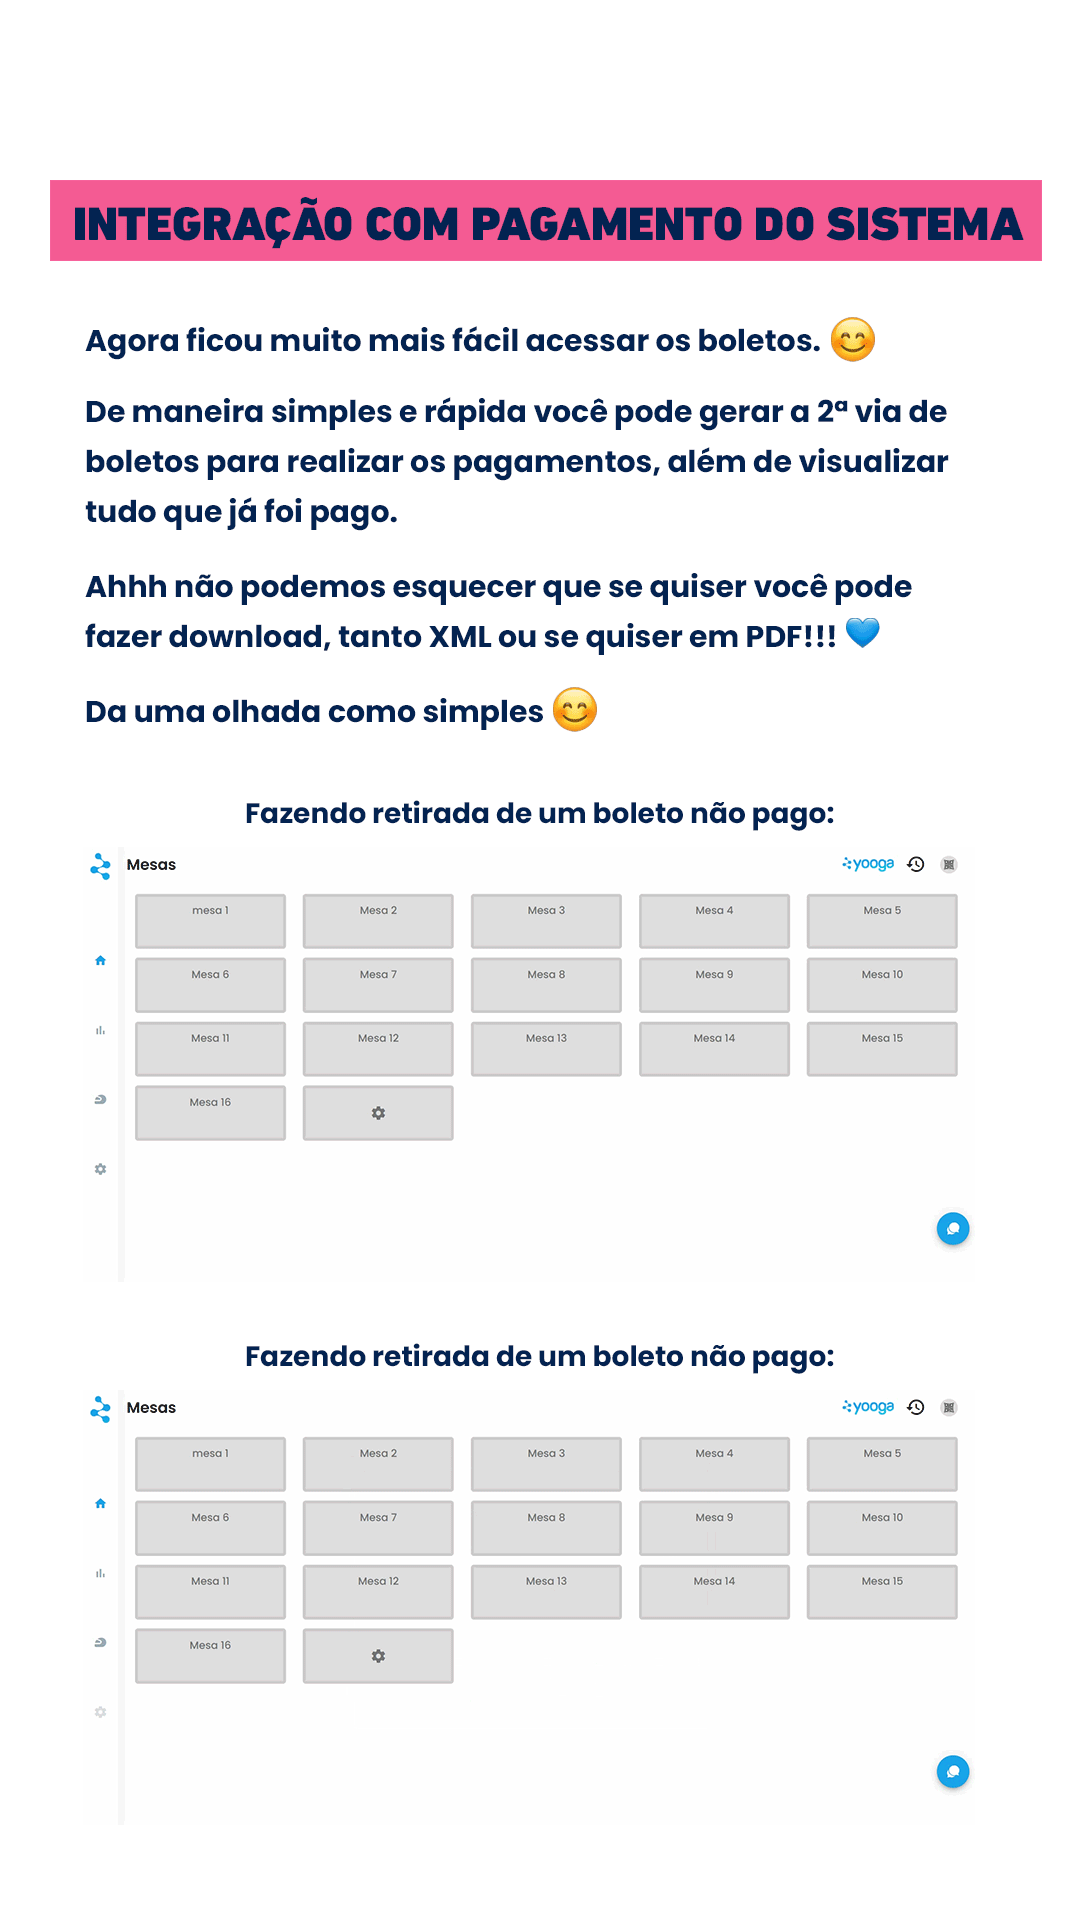 INTEGRAÇÃO COM PAGAMENTO DO SISTEMA
Agora ficou muito mais fácil acessar os boletos. 😊
De maneira simples e rápida você pode gerar a 2ª via de
boletos para realizar os pagamentos, além de visualizar
tudo que já foi pago.
Ahhh não podemos esquecer que se quiser você pode
fazer download, tanto XML ou se quiser em PDF!!! 💙
Da uma olhada como simples 😊
Fazendo retirada de um boleto não pago:
Mesas yooga
mesa 1 Mesa 2 Mesa 3 Mesa 4 Mesa 5
Mesa 6 Mesa 7 Mesa 8 Mesa 9 Mesa 10
Mesa 11 Mesa 12 Mesa 13 Mesa 14 Mesa 15
Mesa 16
Fazendo retirada de um boleto não pago:
Mesas yooga
mesa 1 Mesa 2 Mesa 3 Mesa 4 Mesa 5
Mesa 6 Mesa 7 Mesa 8 Mesa 9 Mesa 10
Mesa 11 Mesa 12 Mesa 13 Mesa 14 Mesa 15
Mesa 16